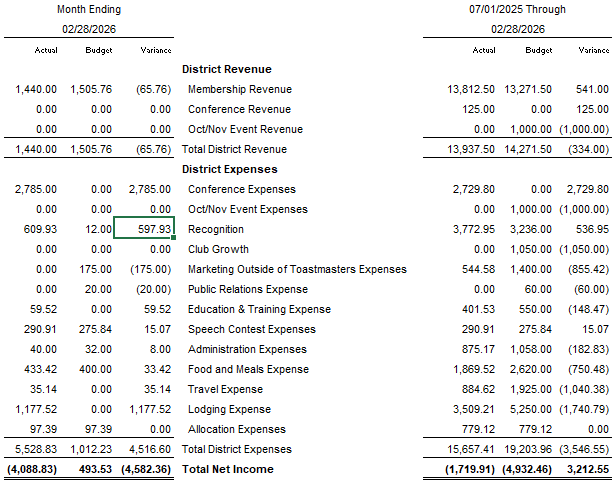 Month Ending 07/01/2025 Through
02/28/2026 02/28/2026
Actual Budget Variance Actual Budget Variance
District Revenue
1,440.00 1,505.76 (65.76) Membership Revenue 13,812.50 13,271.50 541.00
0.00 0.00 0.00 Conference Revenue 125.00 0.00 125.00
0.00 0.00 0.00 Oct/Nov Event Revenue 0.00 1,000.00 (1,000.00)
1,440.00 1,505.76 (65.76) Total District Revenue 13,937.50 14,271.50 (334.00)
District Expenses
2,785.00 0.00 2,785.00 Conference Expenses 2,729.80 0.00 2,729.80
0.00 0.00 0.00 Oct/Nov Event Expenses 0.00 1,000.00 (1,000.00)
609.93 12.00 597.93 Recognition 3,772.95 3,236.00 536.95
0.00 0.00 0.00 Club Growth 0.00 1,050.00 (1,050.00)
0.00 175.00 (175.00) Marketing Outside of Toastmasters Expenses 544.58 1,400.00 (855.42)
0.00 20.00 (20.00) Public Relations Expense 0.00 60.00 (60.00)
59.52 0.00 59.52 Education & Training Expense 401.53 550.00 (148.47)
290.91 275.84 15.07 Speech Contest Expenses 290.91 275.84 15.07
40.00 32.00 8.00 Administration Expenses 875.17 1,058.00 (182.83)
433.42 400.00 33.42 Food and Meals Expense 1,869.52 2,620.00 (750.48)
35.14 0.00 35.14 Travel Expense 884.62 1,925.00 (1,040.38)
1,177.52 0.00 1,177.52 Lodging Expense 3,509.21 5,250.00 (1,740.79)
97.39 97.39 0.00 Allocation Expenses 779.12 779.12 0.00
5,528.83 1,012.23 4,516.60 Total District Expenses 15,657.41 19,203.96 (3,546.55)
(4,088.83) 493.53 (4,582.36) Total Net Income (1,719.91) (4,932.46) 3,212.55